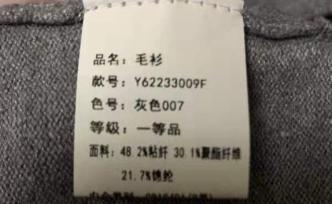 品名：毛衫
款号：Y62233009F
色号：灰色007
等级：一等品
面料：48.2%粘纤 30.1%聚酯纤维
21.7%锦纶